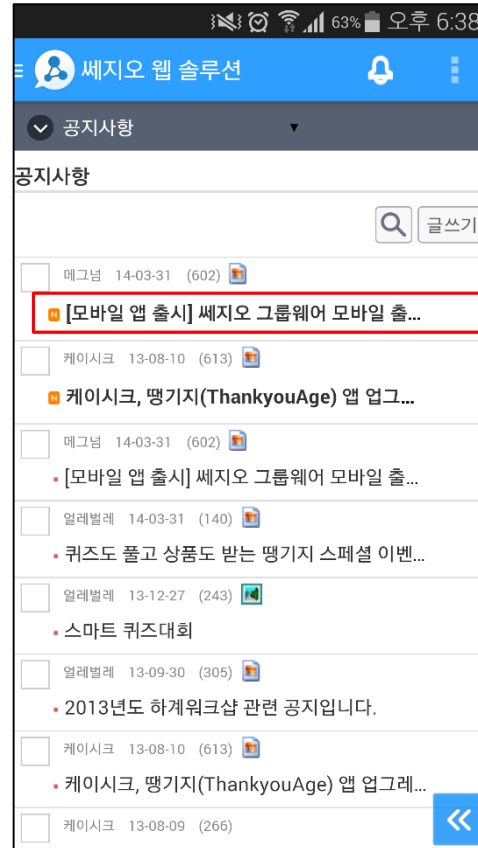 63% 오후 6:38
쎄지오 웹 솔루션
공지사항
공지사항
글쓰기
메그넘 14-03-31 (602)
N [모바일 앱 출시] 쎄지오 그룹웨어 모바일 출...
케이시크 13-08-10 (613)
N 케이시크, 땡기지(ThankyouAge) 앱 업그...
메그넘 14-03-31 (602)
[모바일 앱 출시] 쎄지오 그룹웨어 모바일 출...
얼레벌레 14-03-31 (140)
퀴즈도 풀고 상품도 받는 땡기지 스페셜 이벤...
얼레벌레 13-12-27 (243)
스마트 퀴즈대회
얼레벌레 13-09-30 (305)
2013년도 하계워크샵 관련 공지입니다.
케이시크 13-08-10 (613)
케이시크, 땡기지(ThankyouAge) 앱 업그레...
케이시크 13-08-09 (266)